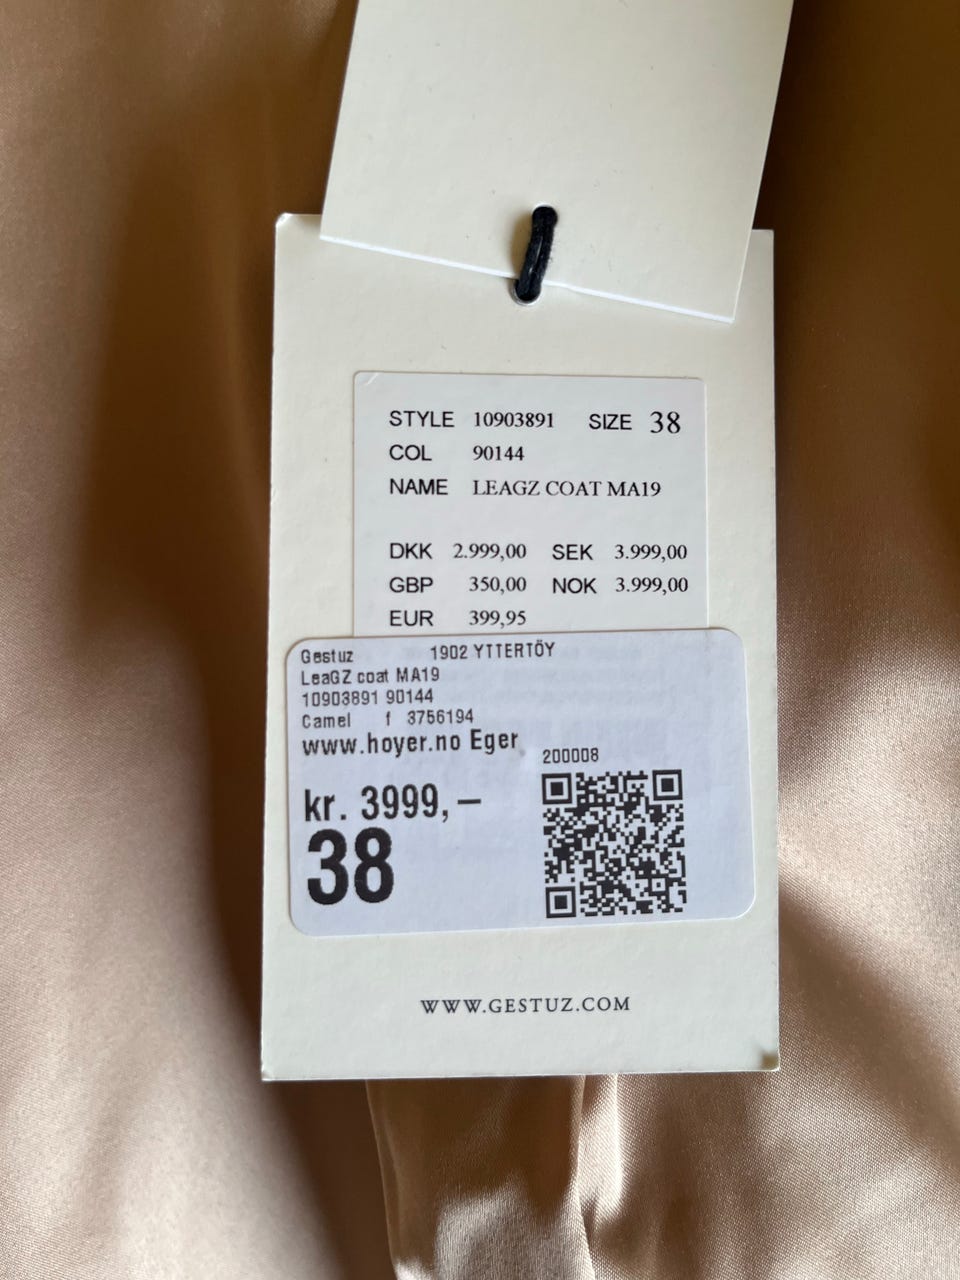 STYLE 10903891 SIZE 38
COL 90144
NAME LEAGZ COAT MA19
DKK 2.999,00 SEK 3.999,00
GBP 350,00 NOK 3.999,00
EUR 399,95
Gestuz 1902 YTTERTÖY
LeaGZ coat MA19
10903891 90144
Camel f 3756194
www.hoyer.no Eger
200008
kr. 3999,–
38
WWW.GESTUZ.COM